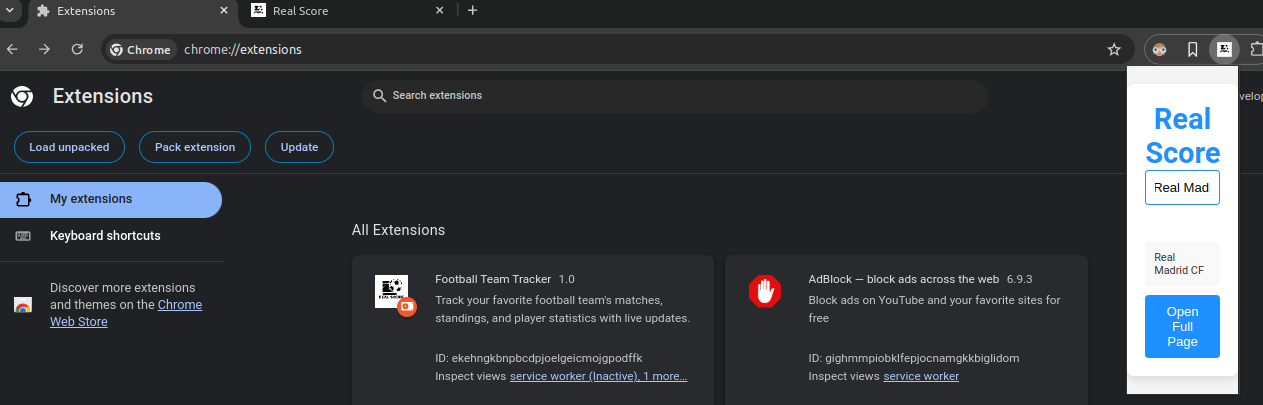 Extensions
Real Score
Chrome
chrome://extensions
Extensions
Search extensions
Load unpacked
Pack extension
Update
My extensions
Keyboard shortcuts
Discover more extensions
and themes on the Chrome
Web Store
All Extensions
Football Team Tracker 1.0
Track your favorite football team's matches,
standings, and player statistics with live updates.
ID: ekehngkbnpbcdpjoelgeicmojgpodffk
Inspect views service worker (Inactive), 1 more...
REAL SCORE
AdBlock — block ads across the web 6.9.3
Block ads on YouTube and your favorite sites for
free
ID: gighmmpiobklfepjocnamgkkbiglidom
Inspect views service worker
Real
Score
Real Mad
Real
Madrid CF
Open
Full
Page